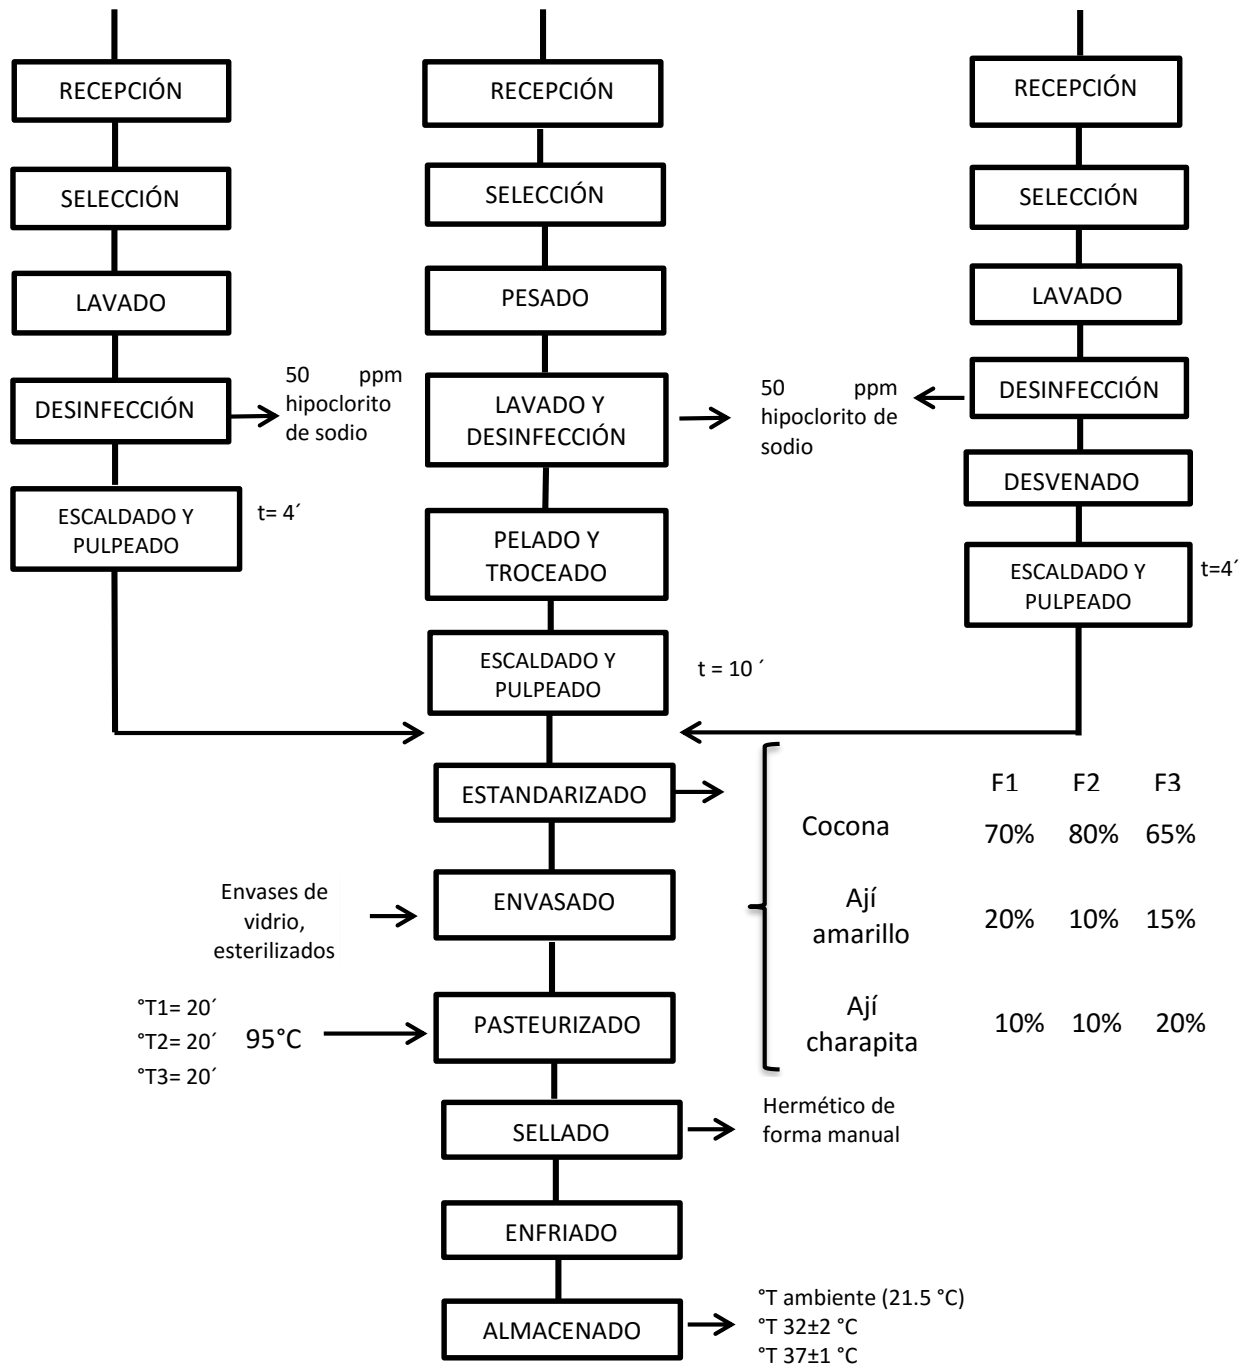 RECEPCIÓN
SELECCIÓN
LAVADO
DESINFECCIÓN
50 ppm
hipoclorito
de sodio
ESCALDADO Y
PULPEADO
t= 4´
RECEPCIÓN
SELECCIÓN
PESADO
LAVADO Y
DESINFECCIÓN
50 ppm
hipoclorito de
sodio
PELADO Y
TROCEADO
ESCALDADO Y
PULPEADO
t = 10 ´
RECEPCIÓN
SELECCIÓN
LAVADO
DESINFECCIÓN
DESVENADO
ESCALDADO Y
PULPEADO
t=4´
ESTANDARIZADO
F1 F2 F3
Cocona 70% 80% 65%
Ají
amarillo 20% 10% 15%
Ají
charapita 10% 10% 20%
Envases de
vidrio,
esterilizados
ENVASADO
°T1= 20´
°T2= 20´ 95°C
°T3= 20´
PASTEURIZADO
SELLADO
Hermético de
forma manual
ENFRIADO
ALMACENADO
°T ambiente (21.5 °C)
°T 32±2 °C
°T 37±1 °C